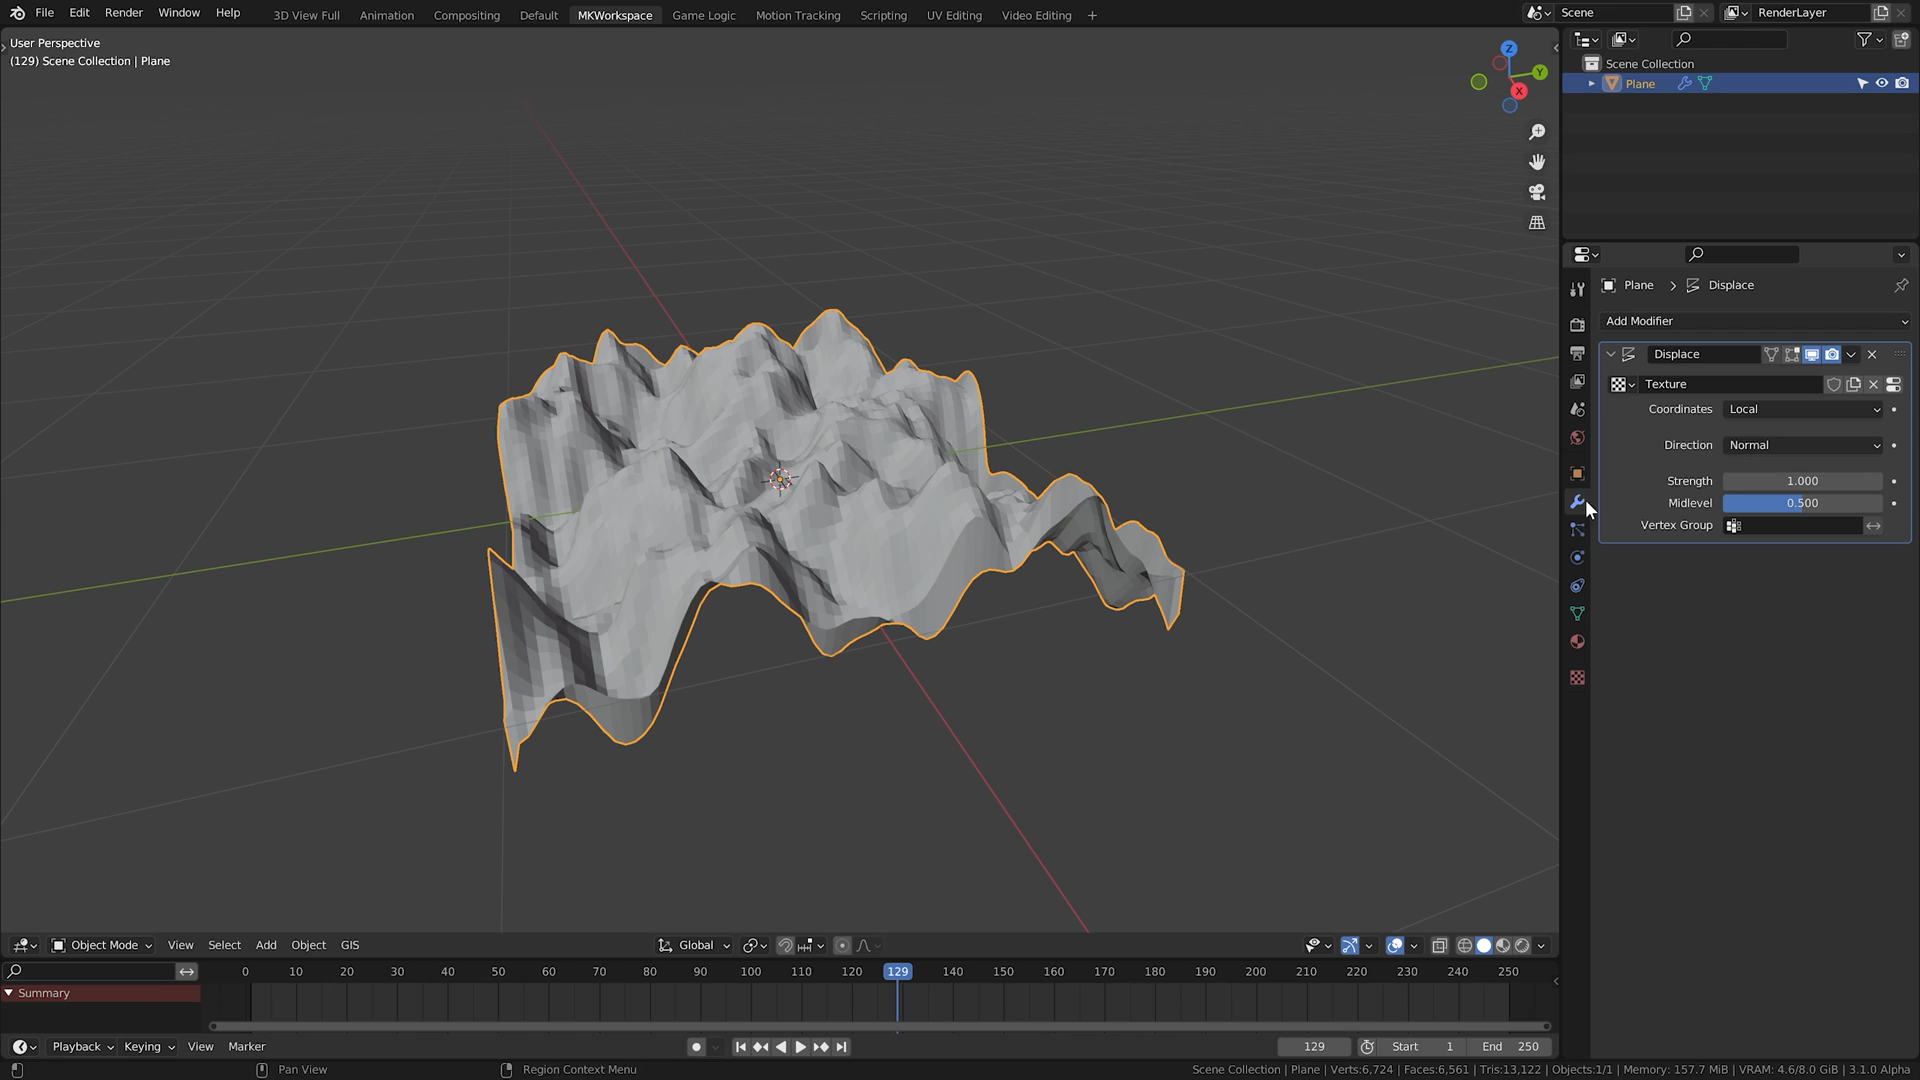 File Edit Render Window Help 3D View Full Animation Compositing Default MKWorkspace Game Logic Motion Tracking Scripting UV Editing Video Editing + Scene RenderLayer
User Perspective
(129) Scene Collection | Plane
Z
Y
X
Scene Collection
Plane
Plane > Displace
Add Modifier
Displace
Texture
Coordinates Local
Direction Normal
Strength 1.000
Midlevel 0.500
Vertex Group
Object Mode View Select Add Object GIS Global
0 10 20 30 40 50 60 70 80 90 100 110 120 129 140 150 160 170 180 190 200 210 220 230 240 250
Summary
Playback Keying View Marker 129 Start 1 End 250
Pan View Region Context Menu Scene Collection | Plane | Verts:6,724 | Faces:6,561 | Tris:13,122 | Objects:1/1 | Memory: 157.7 MiB | VRAM: 4.6/8.0 GiB | 3.1.0 Alpha